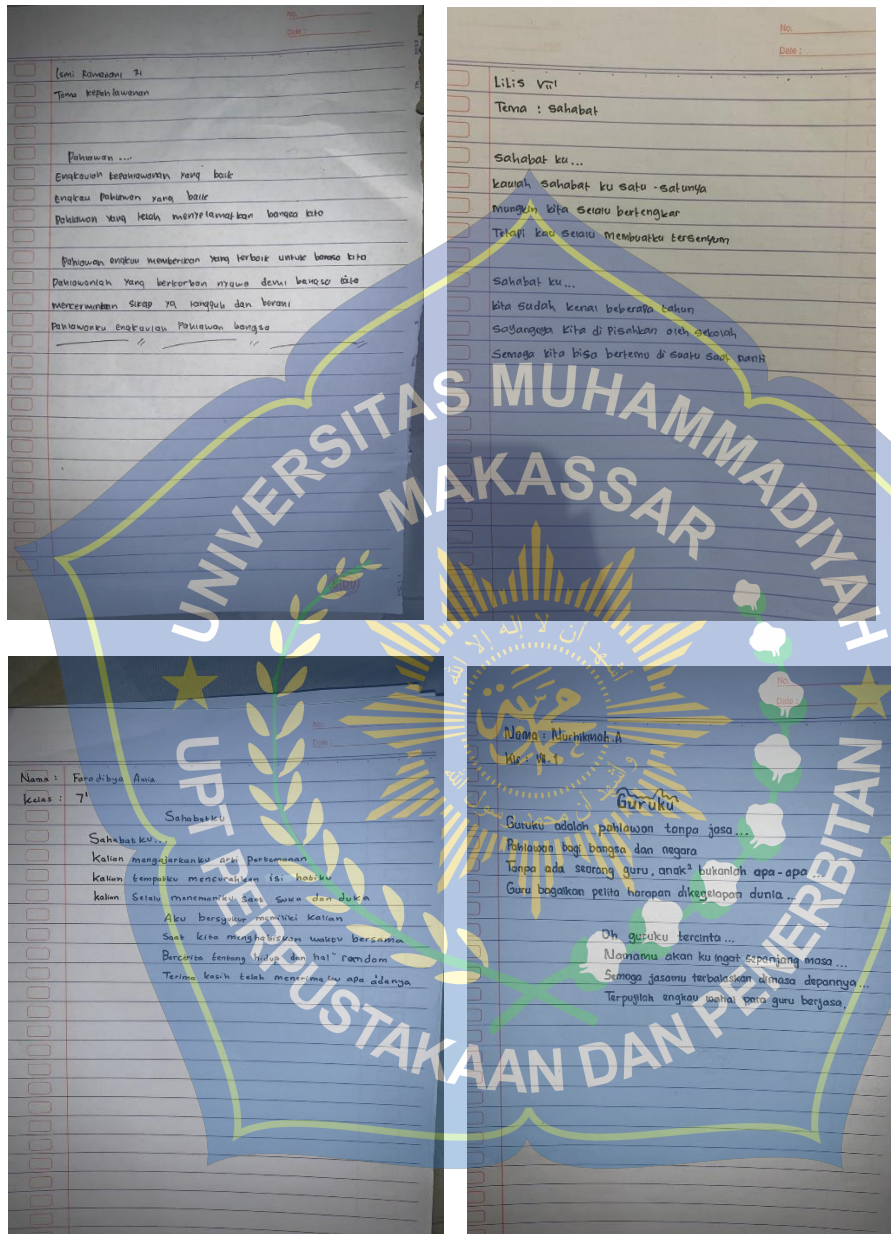 No:
Date:
Ismi Ramadani 7¹
Tema kepahlawanan
Pahlawan ....
Engkaulah kepahlawanan yang baik
Engkau Pahlawan yang baik
Pahlawan yang telah menyelamatkan bangsa kita
Pahlawan engkau memberikan yang terbaik untuk bangsa kita
Pahlawanlah yang berkorban nyawa demi bangsa kita
Mencerminkan sikap yg tangguh dan berani
Pahlawanku engkaulah Pahlawan bangsa
No:
Date:
LiLis VII¹
Tema : Sahabat
Sahabat ku...
kaulah sahabat ku satu-satunya
mungkin kita selalu bertengkar
Tetapi kau selalu membuatku tersenyum
Sahabat ku...
kita sudah kenal beberapa tahun
Sayangnya kita di Pisahkan oleh sekolah
Semoga kita bisa bertemu di suatu saat nanti
No:
Date:
Nama : Faradibya
Kelas : 7¹
Sahabatku
Sahabatku...
Kalian mengajarkanku arti Pertemanan
Kalian tempatku mencurahkan isi hatiku
kalian Selalu menemaniku Saat suka dan duka
Aku bersyukur memiliki kalian
Saat kita menghabiskan waktu bersama
Bercerita tentang hidup dan hal" random
Terima kasih telah menerima ku apa adanya
No:
Date:
Nama : Nurhikmah.A
Kls : VII.1
Guruku
Guruku adalah pahlawan tanpa jasa...
Pahlawan bagi bangsa dan negara
Tanpa ada seorang guru, anak² bukanlah apa-apa...
Guru bagaikan pelita harapan dikegelapan dunia...
Oh guruku tercinta...
Namamu akan ku ingat sepanjang masa...
Semoga jasamu terbalaskan dimasa depannya...
Terpujilah engkau wahai para guru berjasa.
UNIVERSITAS MUHAMMADIYAH
MAKASSAR
UPT PERPUSTAKAAN DAN PENERBITAN